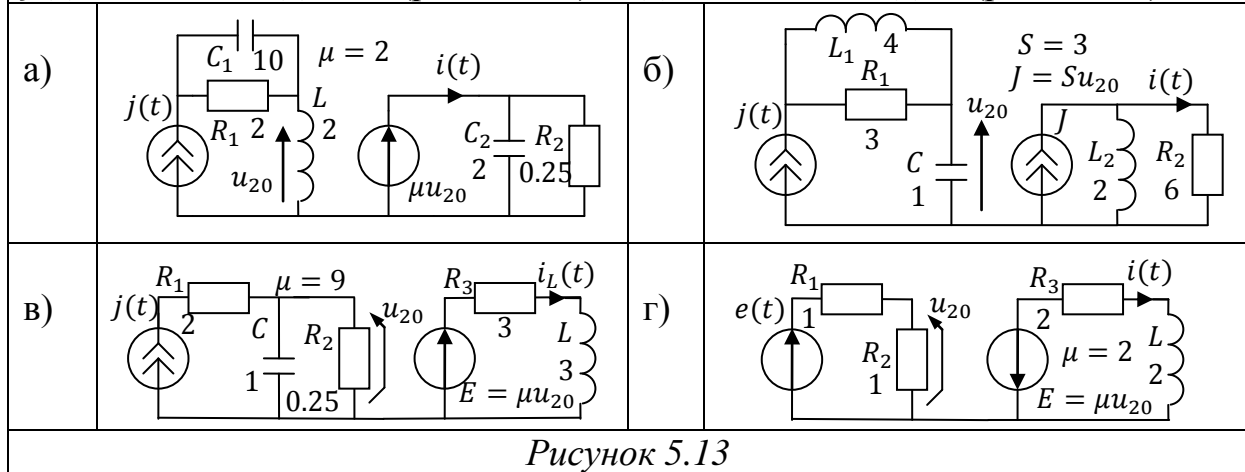 а)
C₁ 10 μ = 2
j(t) R₁ 2 L 2 i(t)
u₂₀ μu₂₀ C₂ 2 R₂ 0.25
б)
L₁ 4 S = 3
R₁ J = Su₂₀
j(t) 3 u₂₀ J i(t)
C 1 L₂ 2 R₂ 6
в)
R₁ μ = 9 R₃ i_L(t)
j(t) 2 C R₂ u₂₀ 3 L
1 0.25 E = μu₂₀ 3
г)
R₁ u₂₀ R₃ i(t)
e(t) 1 R₂ 2 μ = 2 L
1 E = μu₂₀ 2
Рисунок 5.13